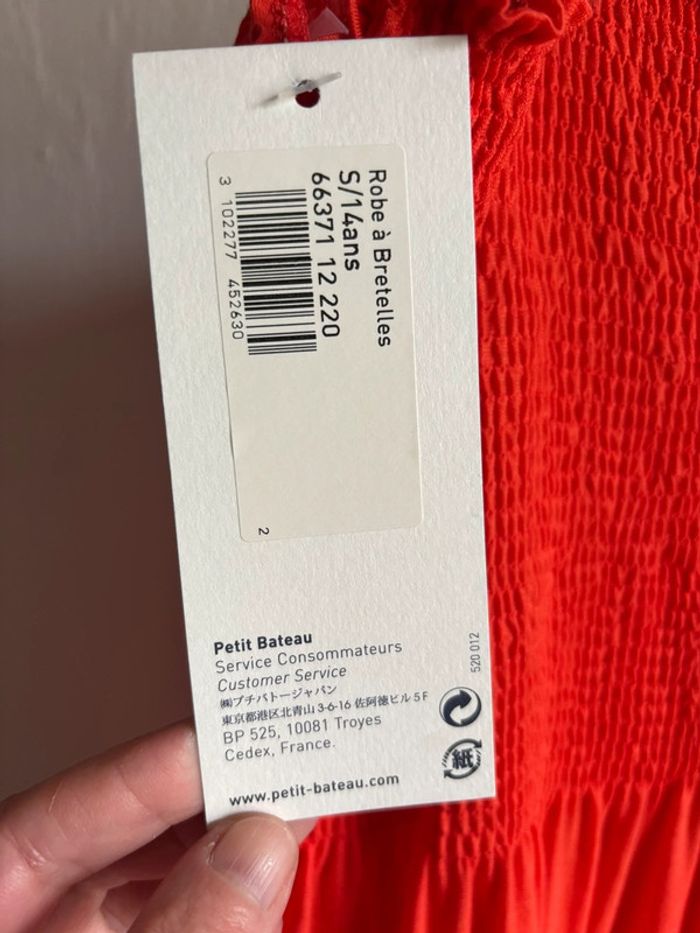 Robe à Bretelles
S/14ans
66371 12 220
3 102277 452630
2
Petit Bateau
Service Consommateurs
Customer Service
㈱プチバトージャパン
東京都港区北青山3-6-16 佐阿徳ビル5F
BP 525, 10081 Troyes
Cedex, France.
www.petit-bateau.com
520 012
紙